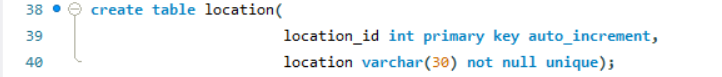 38 create table location(
39 location_id int primary key auto_increment,
40 location varchar(30) not null unique);